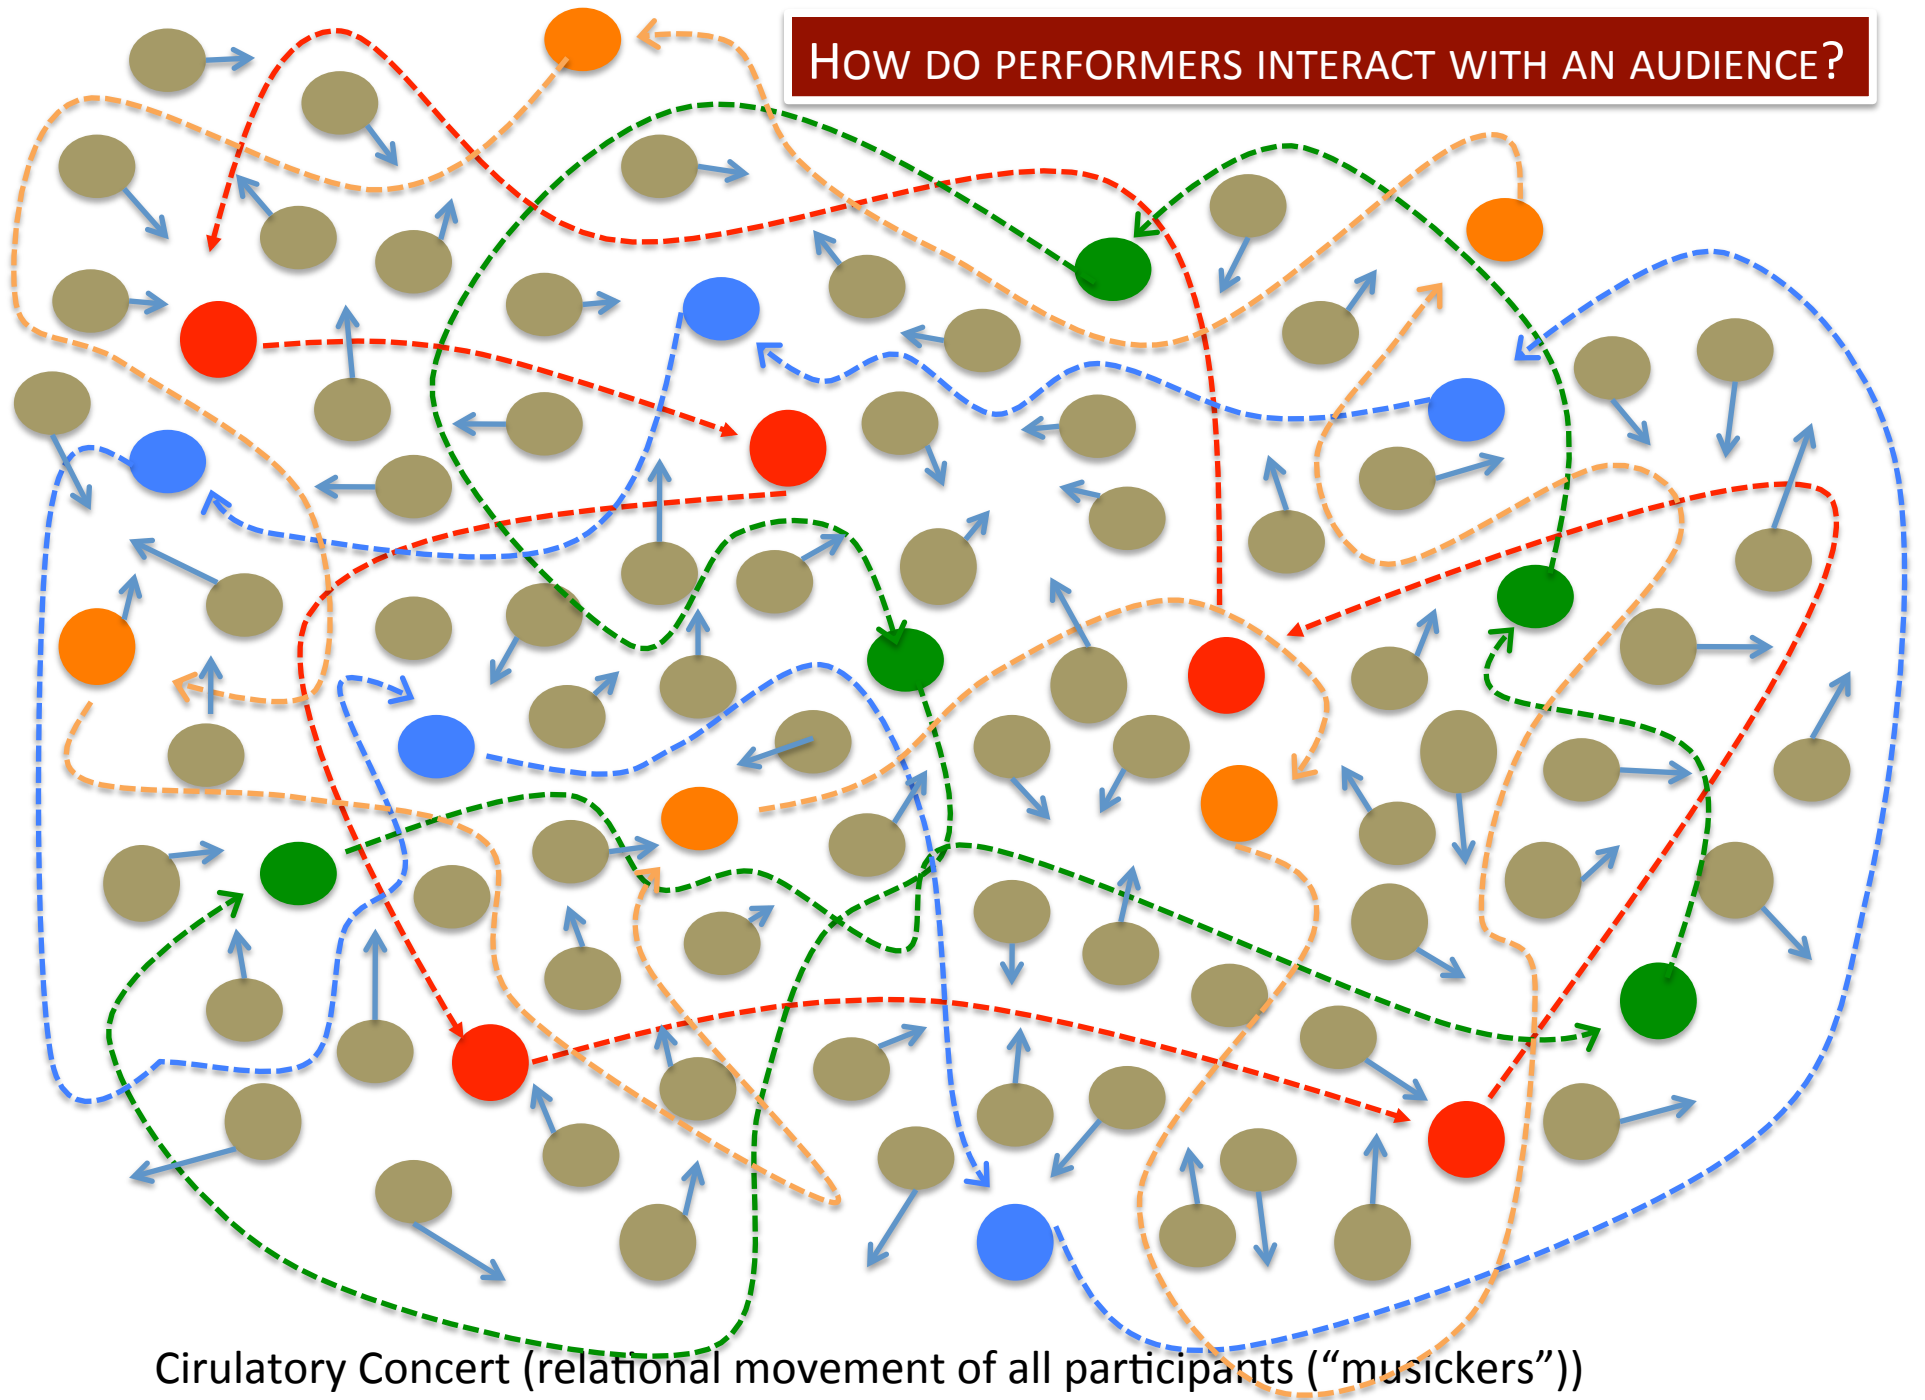 HOW DO PERFORMERS INTERACT WITH AN AUDIENCE?
Cirulatory Concert (relational movement of all participants (“musickers”))